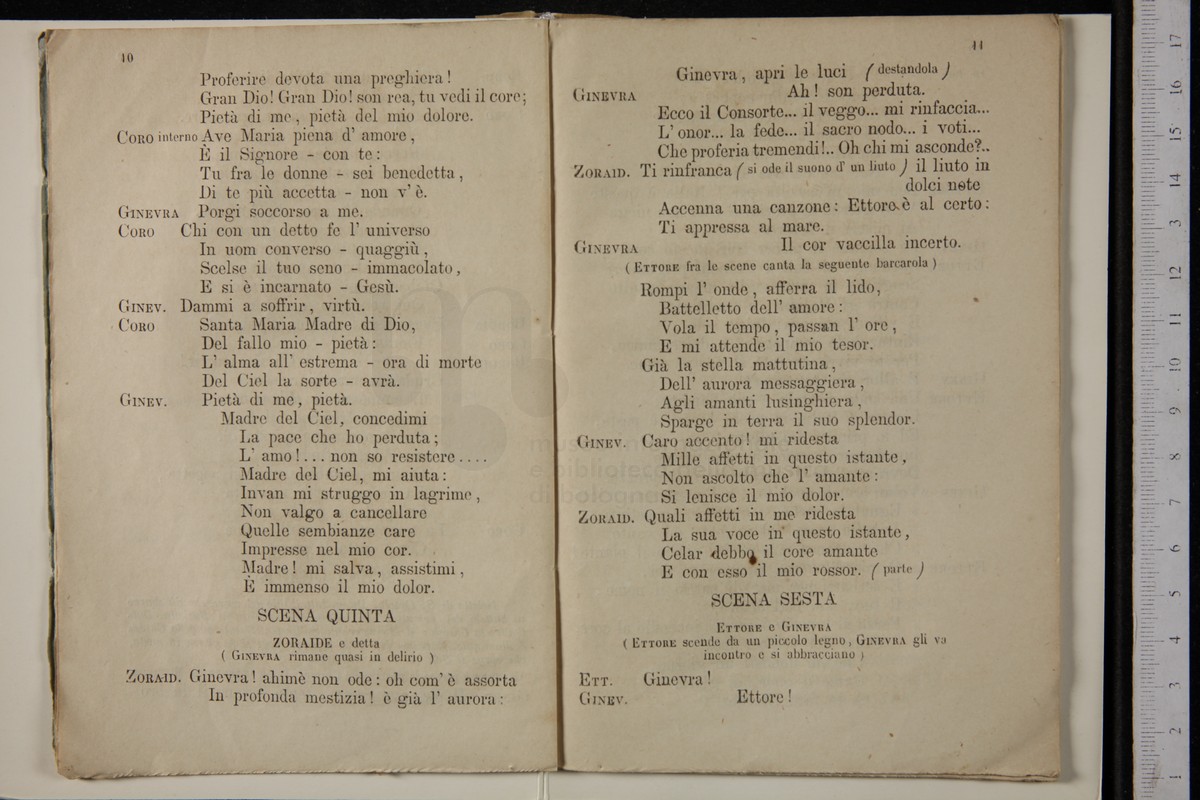 10
Proferire devota una preghiera!
Gran Dio! Gran Dio! son rea, tu vedi il core;
Pietà di me, pietà del mio dolore.
CORO interno Ave Maria piena d' amore,
È il Signore - con te:
Tu fra le donne - sei benedetta,
Di te più accetta - non v' è.
GINEVRA Porgi soccorso a me.
CORO Chi con un detto fe l' universo
In uom converso - quaggiù,
Scelse il tuo seno - immacolato,
E si è incarnato - Gesù.
GINEV. Dammi a soffrir, virtù.
CORO Santa Maria Madre di Dio,
Del fallo mio - pietà:
L' alma all' estrema - ora di morte
Del Ciel la sorte - avrà.
GINEV. Pietà di me, pietà.
Madre del Ciel, concedimi
La pace che ho perduta;
L' amo!... non so resistere....
Madre del Ciel, mi aiuta:
Invan mi struggo in lagrime,
Non valgo a cancellare
Quelle sembianze care
Impresse nel mio cor.
Madre! mi salva, assistimi,
È immenso il mio dolor.
SCENA QUINTA
ZORAIDE e detta
( GINEVRA rimane quasi in delirio )
ZORAID. Ginevra! ahimè non ode: oh com' è assorta
In profonda mestizia! è già l' aurora:
11
Ginevra, apri le luci ( destandola )
GINEVRA Ah! son perduta.
Ecco il Consorte... il veggo... mi rinfaccia...
L' onor... la fede... il sacro nodo... i voti...
Che proferia tremendi!.. Oh chi mi asconde?..
ZORAID. Ti rinfranca ( si ode il suono d' un liuto ) il liuto in
dolci note
Accenna una canzone: Ettore è al certo:
Ti appressa al mare.
GINEVRA Il cor vaccilla incerto.
( ETTORE fra le scene canta la seguente barcarola )
Rompi l' onde, afferra il lido,
Battelletto dell' amore:
Vola il tempo, passan l' ore,
E mi attende il mio tesor.
Già la stella mattutina,
Dell' aurora messaggiera,
Agli amanti lusinghiera,
Sparge in terra il suo splendor.
GINEV. Caro accento! mi ridesta
Mille affetti in questo istante,
Non ascolto che l' amante:
Si lenisce il mio dolor.
ZORAID. Quali affetti in me ridesta
La sua voce in questo istante,
Celar debbo il core amante
E con esso il mio rossor. ( parte )
SCENA SESTA
ETTORE e GINEVRA
( ETTORE scende da un piccolo legno, GINEVRA gli va
incontro e si abbracciano )
ETT. Ginevra!
GINEV. Ettore!